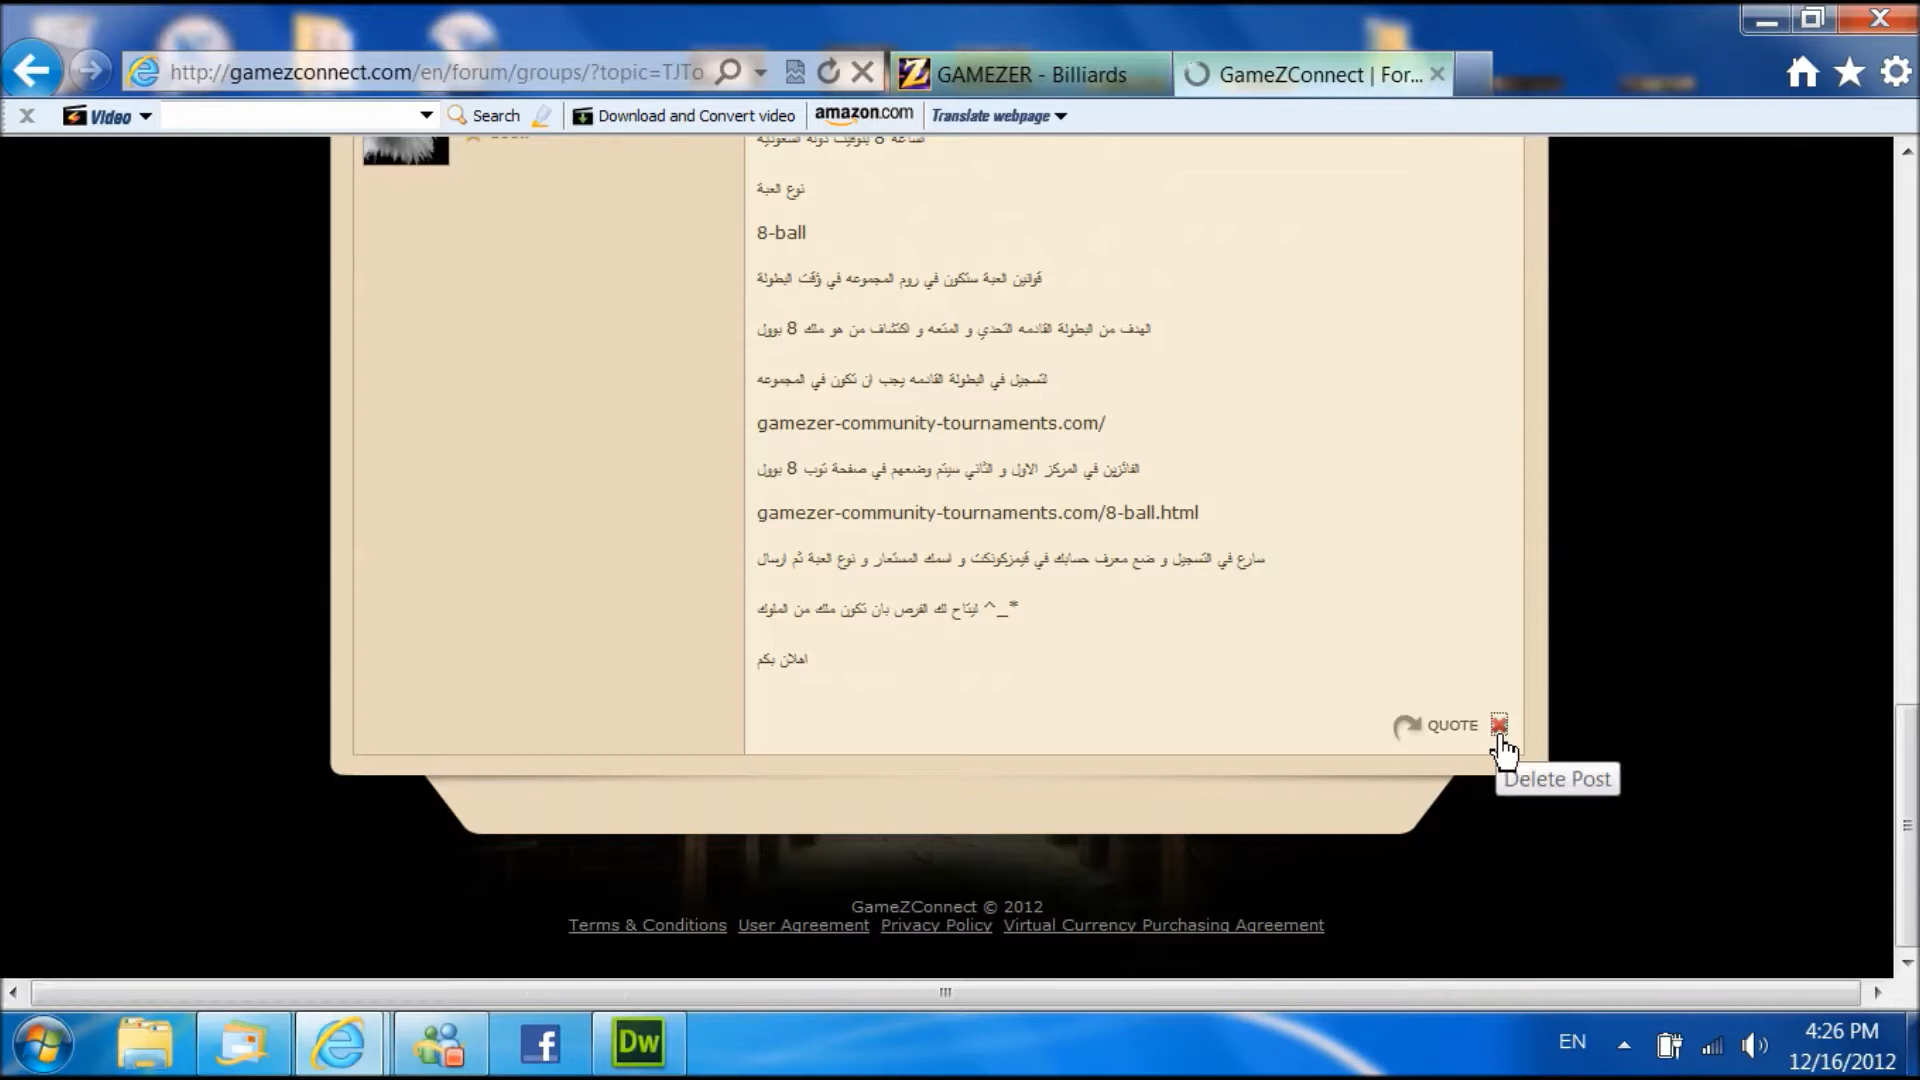 http://gamezconnect.com/en/forum/groups/?topic=TJTo
GAMEZER - Billiards
GameZConnect | For...
Video
Search
Download and Convert video
amazon.com
Translate webpage
الساعة 8 بتوقيت دولة السعودية
نوع العبة
8-ball
قوانين العبة ستكون في روم المجموعه في وقت البطولة
الهدف من البطولة القادمه التحدي و المتعه و اكتشاف من هو ملك 8 بوول
لتسجيل في البطولة القادمه يجب ان تكون في المجموعه
gamezer-community-tournaments.com/
الفائزين في المركز الاول و الثاني سيتم وضعهم في صفحة توب 8 بوول
gamezer-community-tournaments.com/8-ball.html
سارع في التسجيل و ضع معرف حسابك في قيمزكونكت و اسمك المستعار و نوع العبة ثم ارسال
ليتاح لك الفرص بان تكون ملك من الملوك ^_*
اهلان بكم
QUOTE
Delete Post
GameZConnect © 2012
Terms & Conditions User Agreement Privacy Policy Virtual Currency Purchasing Agreement
Dw
EN
4:26 PM
12/16/2012